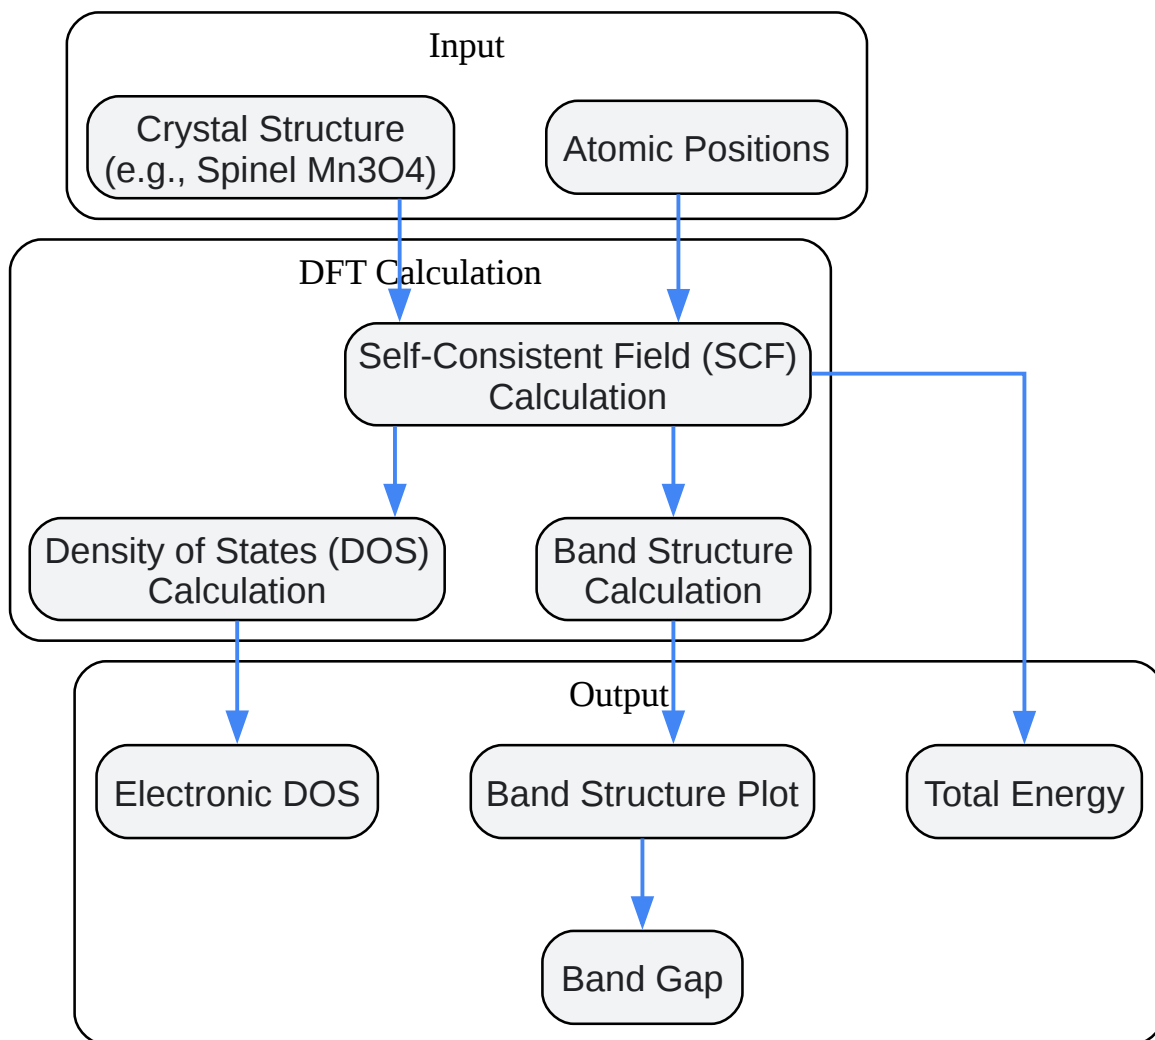 Input
Crystal Structure
(e.g., Spinel Mn3O4)
Atomic Positions
DFT Calculation
Self-Consistent Field (SCF)
Calculation
Density of States (DOS)
Calculation
Band Structure
Calculation
Output
Electronic DOS
Band Structure Plot
Total Energy
Band Gap